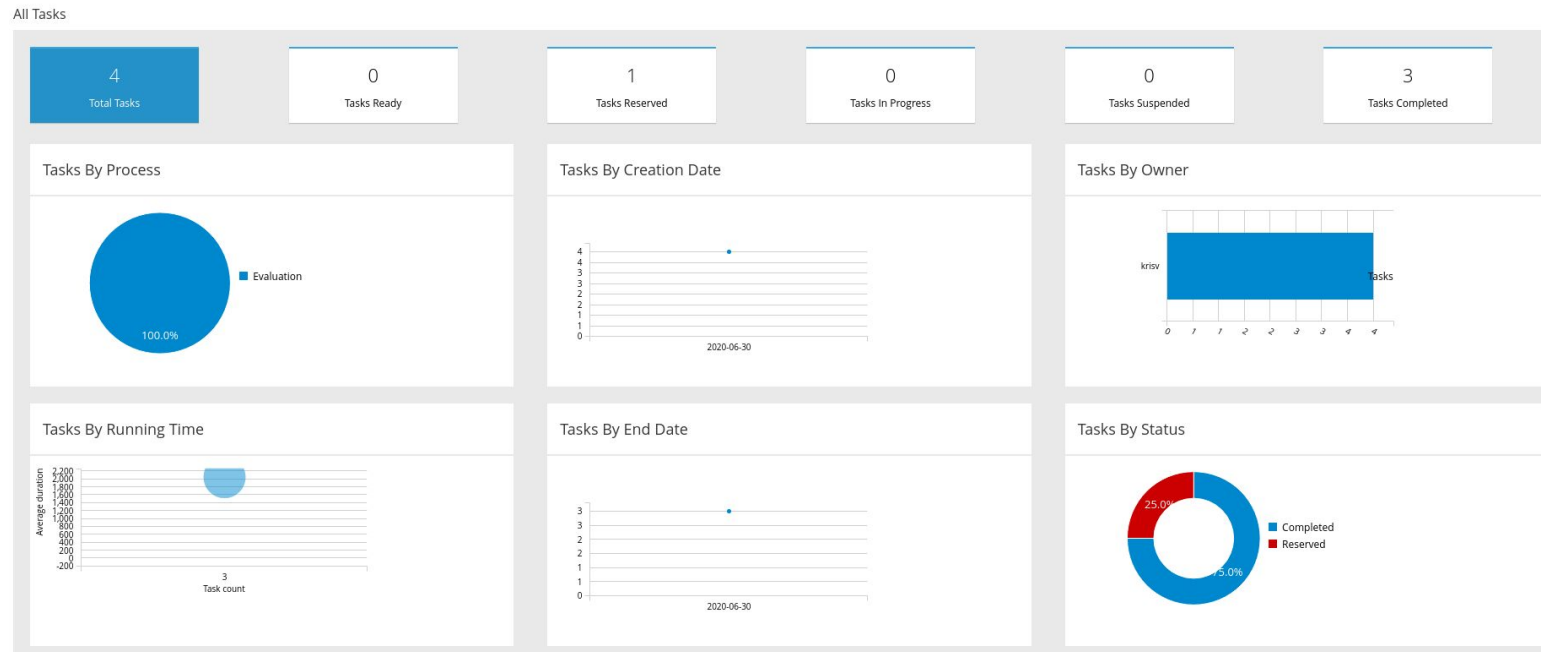 All Tasks
4
Total Tasks
0
Tasks Ready
1
Tasks Reserved
0
Tasks In Progress
0
Tasks Suspended
3
Tasks Completed
Tasks By Process
100.0%
Evaluation
Tasks By Creation Date
4
4
3
3
2
2
1
1
0
2020-06-30
Tasks By Owner
krisv
Tasks
0 1 1 2 2 3 3 4 4
Tasks By Running Time
Average duration
2,200
2,000
1,800
1,600
1,400
1,200
1,000
800
600
400
200
0
-200
3
Task count
Tasks By End Date
3
3
2
2
1
1
0
2020-06-30
Tasks By Status
25.0%
75.0%
Completed
Reserved